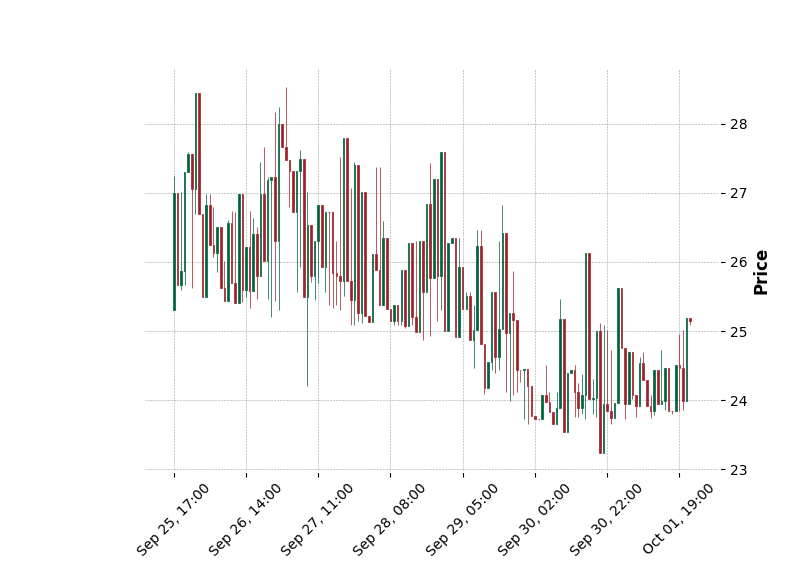 28
27
26
25
24
23
Price
Sep 25, 17:00
Sep 26, 14:00
Sep 27, 11:00
Sep 28, 08:00
Sep 29, 05:00
Sep 30, 02:00
Sep 30, 22:00
Oct 01, 19:00